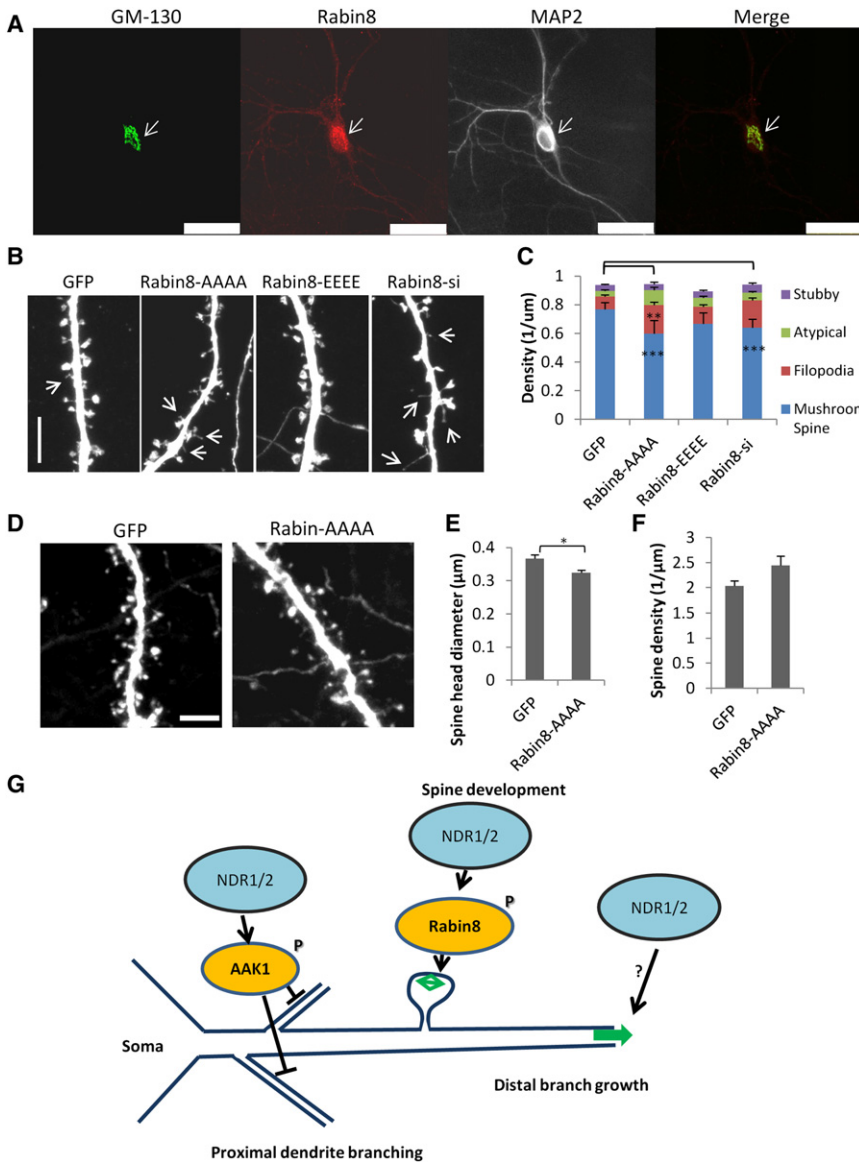 A
GM-130 Rabin8 MAP2 Merge
B
GFP Rabin8-AAAA Rabin8-EEEE Rabin8-si
C
Density (1/um)
1
0.8
0.6
0.4
0.2
0
** 
***
***
GFP
Rabin8-AAAA
Rabin8-EEEE
Rabin8-si
Stubby
Atypical
Filopodia
Mushroom
Spine
D
GFP Rabin-AAAA
E
Spine head diameter (µm)
0.4
0.3
0.2
0.1
0
*
GFP
Rabin8-AAAA
F
Spine density (1/µm)
3
2.5
2
1.5
1
0.5
0
GFP
Rabin8-AAAA
G
Spine development
NDR1/2
NDR1/2
NDR1/2
P
Rabin8
P
AAK1
?
Soma
Distal branch growth
Proximal dendrite branching